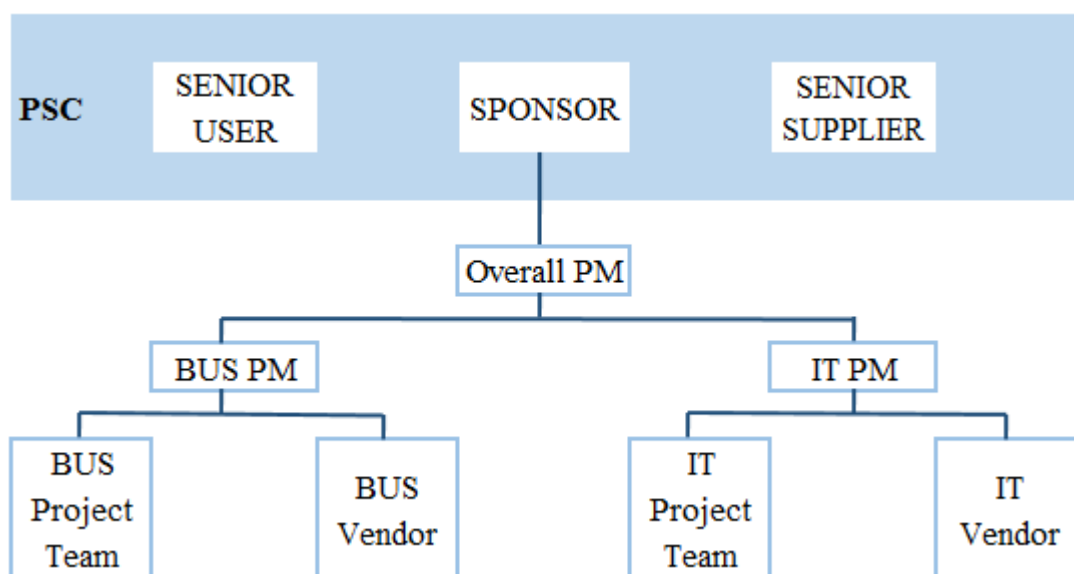 PSC
SENIOR
USER
SPONSOR
SENIOR
SUPPLIER
Overall PM
BUS PM
IT PM
BUS
Project
Team
BUS
Vendor
IT
Project
Team
IT
Vendor